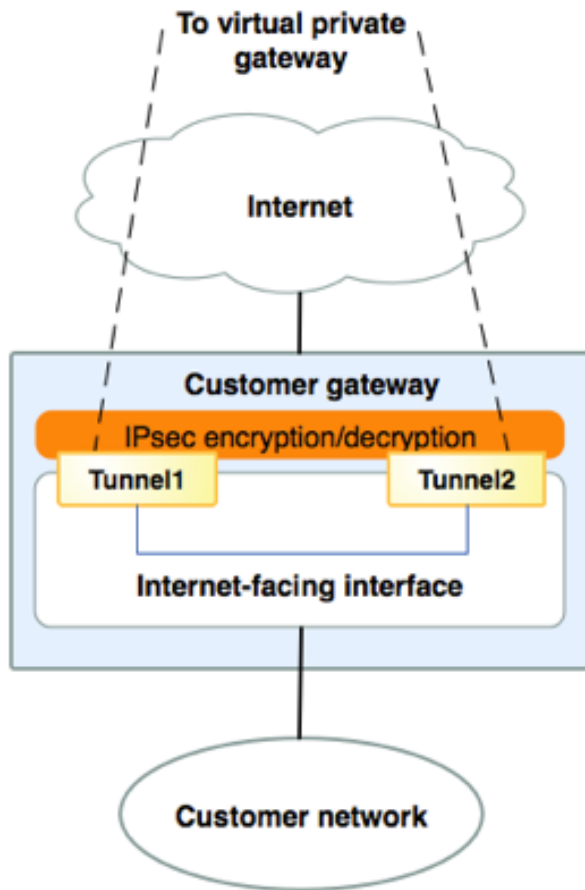 To virtual private
gateway
Internet
Customer gateway
IPsec encryption/decryption
Tunnel1
Tunnel2
Internet-facing interface
Customer network